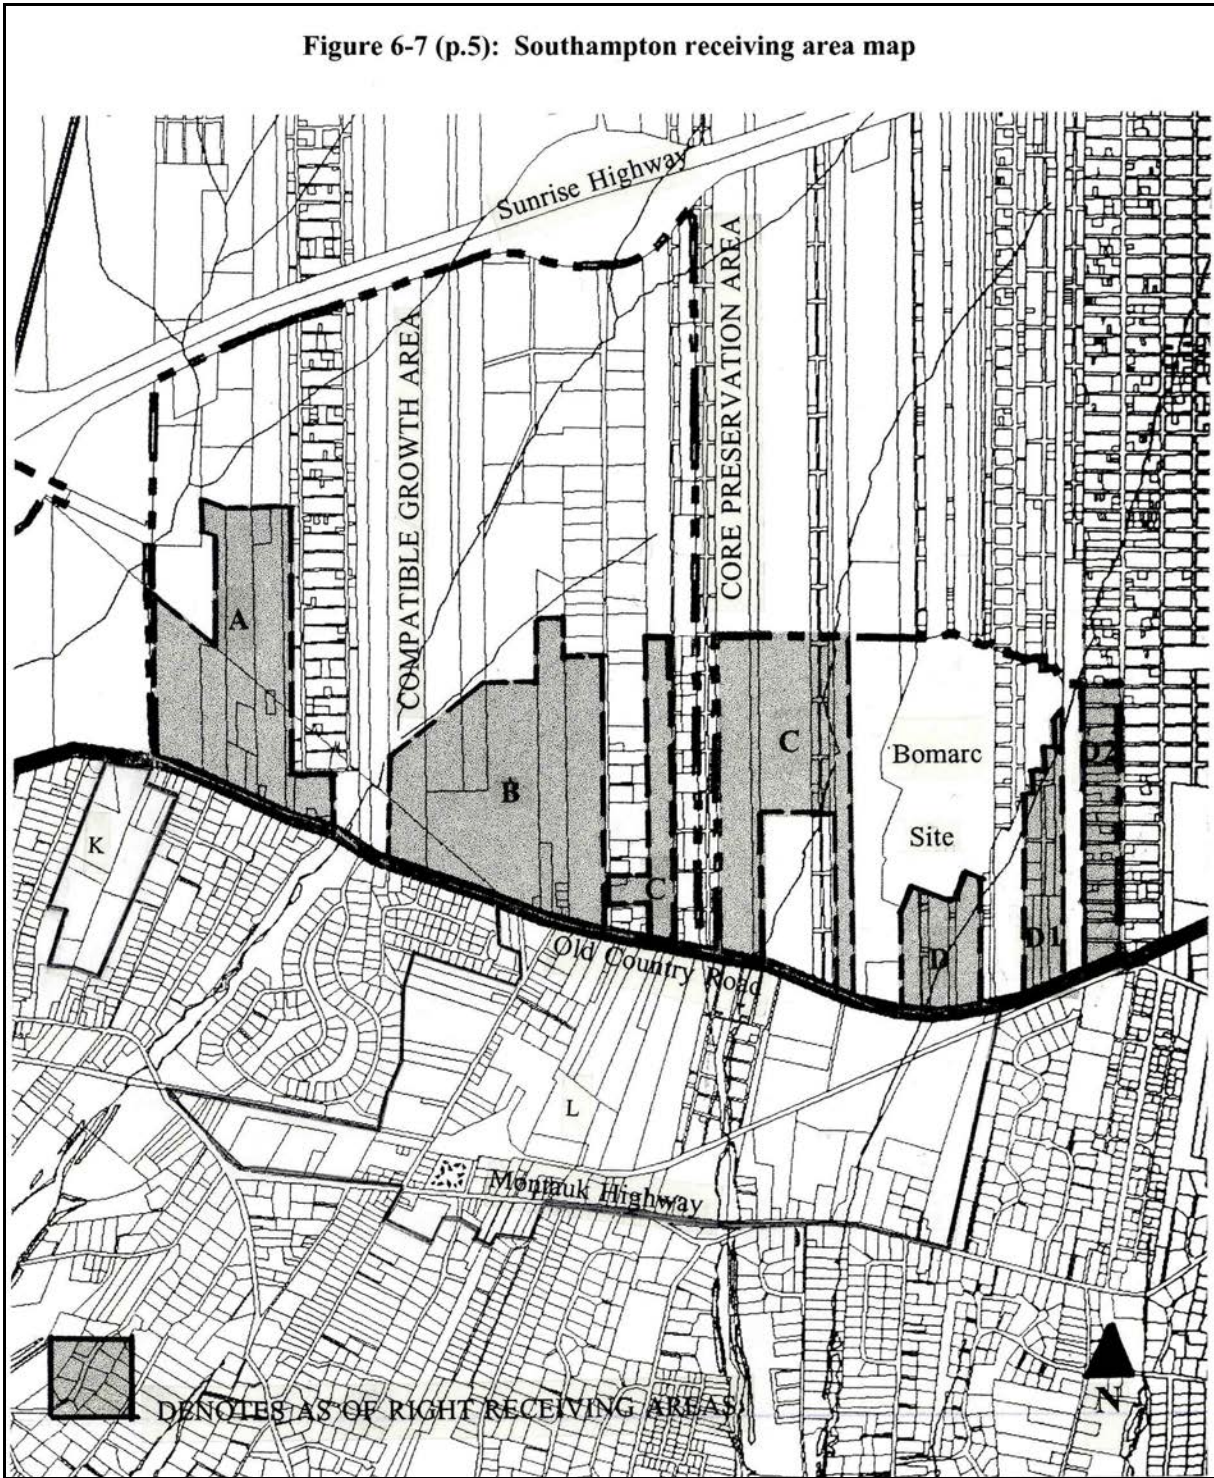 Figure 6-7 (p.5): Southampton receiving area map
Sunrise Highway
COMPATIBLE GROWTH AREA
CORE PRESERVATION AREA
A
B
C
C
Bomarc
Site
D
D1
D2
K
Old Country Road
L
Montauk Highway
DENOTES AS OF RIGHT RECEIVING AREAS
N